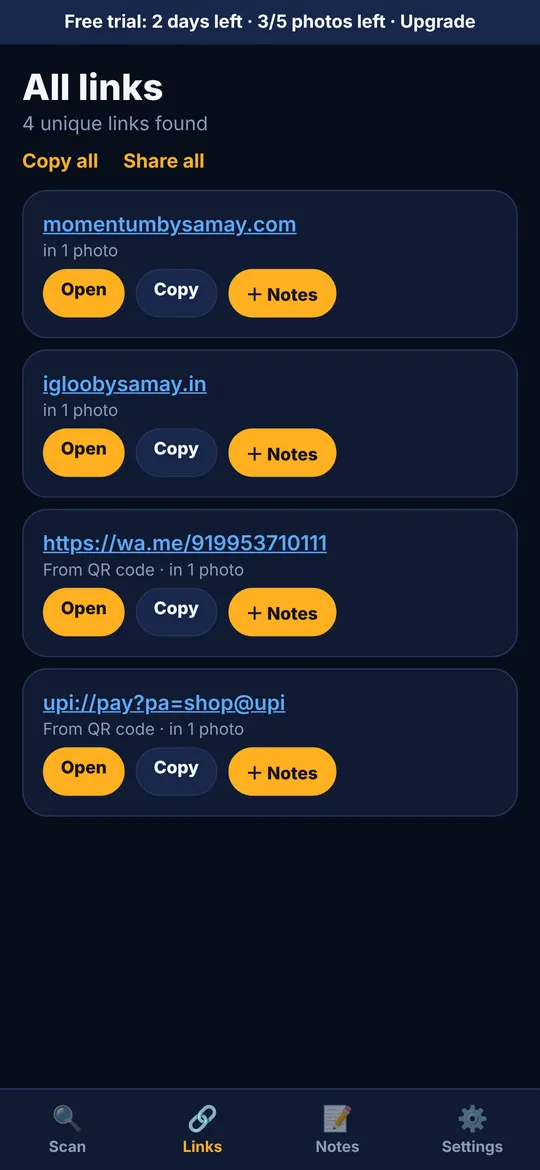 Free trial: 2 days left · 3/5 photos left · Upgrade
All links
4 unique links found
Copy all Share all
momentumbysamay.com
in 1 photo
Open Copy + Notes
igloobysamay.in
in 1 photo
Open Copy + Notes
https://wa.me/919953710111
From QR code · in 1 photo
Open Copy + Notes
upi://pay?pa=shop@upi
From QR code · in 1 photo
Open Copy + Notes
Scan Links Notes Settings